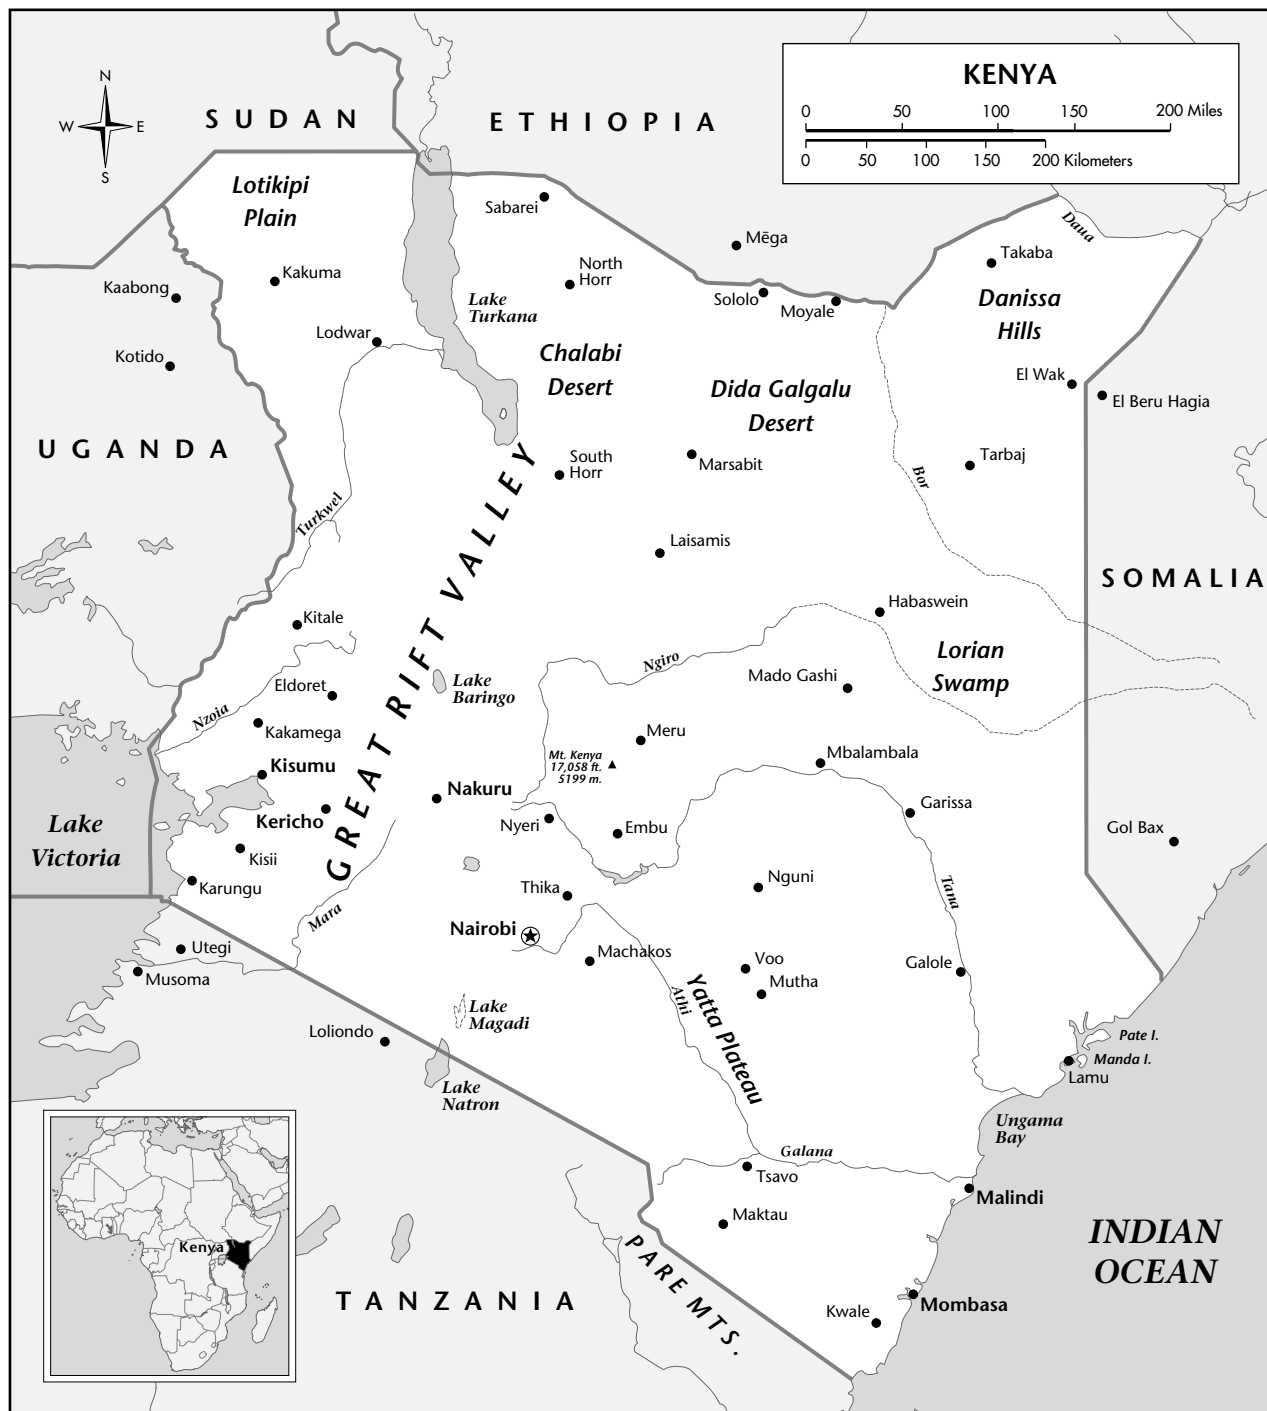 KENYA
0 50 100 150 200 Miles
0 50 100 150 200 Kilometers
N
W E
S
SUDAN
ETHIOPIA
Lotikipi
Plain
Sabarei
Mēga
Daua
Takaba
Kaabong
Kakuma
North
Horr
Lake
Turkana
Sololo
Moyale
Danissa
Hills
Kotido
Lodwar
Chalabi
Desert
Dida Galgalu
Desert
El Wak
El Beru Hagia
UGANDA
South
Horr
Marsabit
Bor
Tarbaj
Turkwel
GREAT RIFT VALLEY
Laisamis
SOMALIA
Habaswein
Kitale
Ngiro
Lorian
Swamp
Eldoret
Lake
Baringo
Mado Gashi
Nzoia
Kakamega
Meru
Mt. Kenya
17,058 ft.
5199 m.
Mbalambala
Kisumu
Nakuru
Garissa
Kericho
Nyeri
Embu
Gol Bax
Lake
Victoria
Kisii
Karungu
Thika
Nguni
Tana
Mara
Nairobi
Utegi
Musoma
Machakos
Voo
Mutha
Galole
Athi
Yatta Plateau
Lake
Magadi
Loliondo
Pate I.
Manda I.
Lamu
Lake
Natron
Ungama
Bay
Galana
Tsavo
Malindi
Maktau
PARE MTS.
INDIAN
OCEAN
Kenya
TANZANIA
Kwale
Mombasa